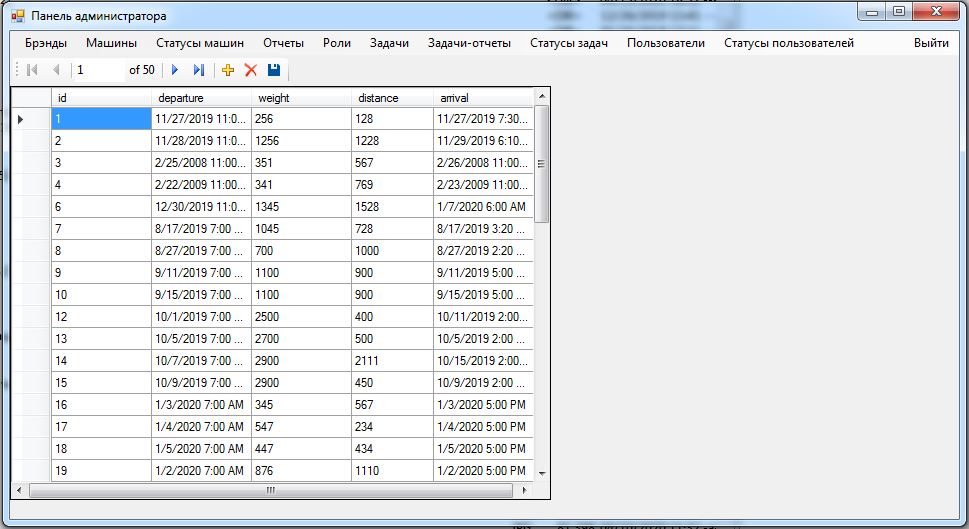 Панель администратора
Брэнды Машины Статусы машин Отчеты Роли Задачи Задачи-отчеты Статусы задач Пользователи Статусы пользователей Выйти
1 of 50
id departure weight distance arrival
1 11/27/2019 11:0... 256 128 11/27/2019 7:30...
2 11/28/2019 11:0... 1256 1228 11/29/2019 6:10...
3 2/25/2008 11:00... 351 567 2/26/2008 11:00...
4 2/22/2009 11:00... 341 769 2/23/2009 11:00...
6 12/30/2019 11:0... 1345 1528 1/7/2020 6:00 AM
7 8/17/2019 7:00 ... 1045 728 8/17/2019 3:20 ...
8 8/27/2019 7:00 ... 700 1000 8/27/2019 2:20 ...
9 9/11/2019 7:00 ... 1100 900 9/11/2019 5:00 ...
10 9/15/2019 7:00 ... 1100 900 9/15/2019 5:00 ...
12 10/1/2019 7:00 ... 2500 400 10/11/2019 2:00...
13 10/5/2019 7:00 ... 2700 500 10/5/2019 2:00 ...
14 10/7/2019 7:00 ... 2900 2111 10/15/2019 2:00...
15 10/9/2019 7:00 ... 2900 450 10/9/2019 2:00 ...
16 1/3/2020 7:00 AM 345 567 1/3/2020 5:00 PM
17 1/4/2020 7:00 AM 547 234 1/4/2020 5:00 PM
18 1/5/2020 7:00 AM 447 434 1/5/2020 5:00 PM
19 1/2/2020 7:00 AM 876 1110 1/2/2020 5:00 PM